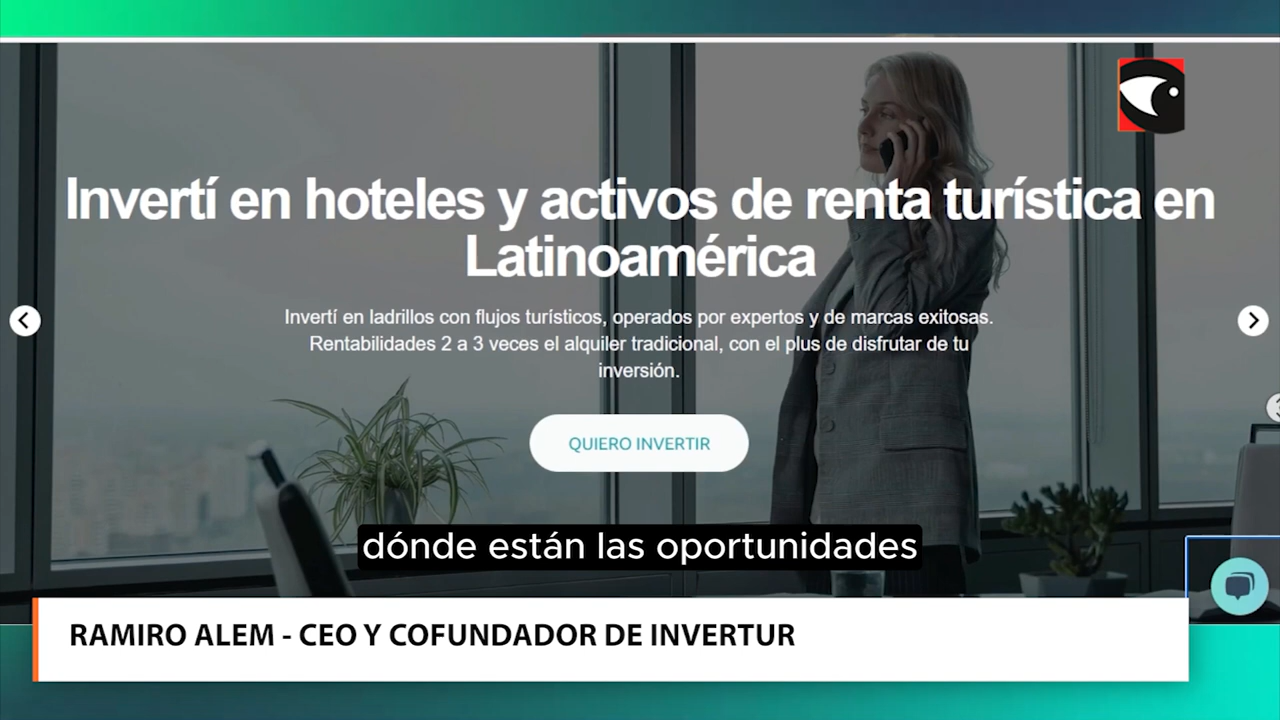 Invertí en hoteles y activos de renta turística en
Latinoamérica
Invertí en ladrillos con flujos turísticos, operados por expertos y de marcas exitosas.
Rentabilidades 2 a 3 veces el alquiler tradicional, con el plus de disfrutar de tu
inversión.
QUIERO INVERTIR
dónde están las oportunidades
RAMIRO ALEM - CEO Y COFUNDADOR DE INVERTUR